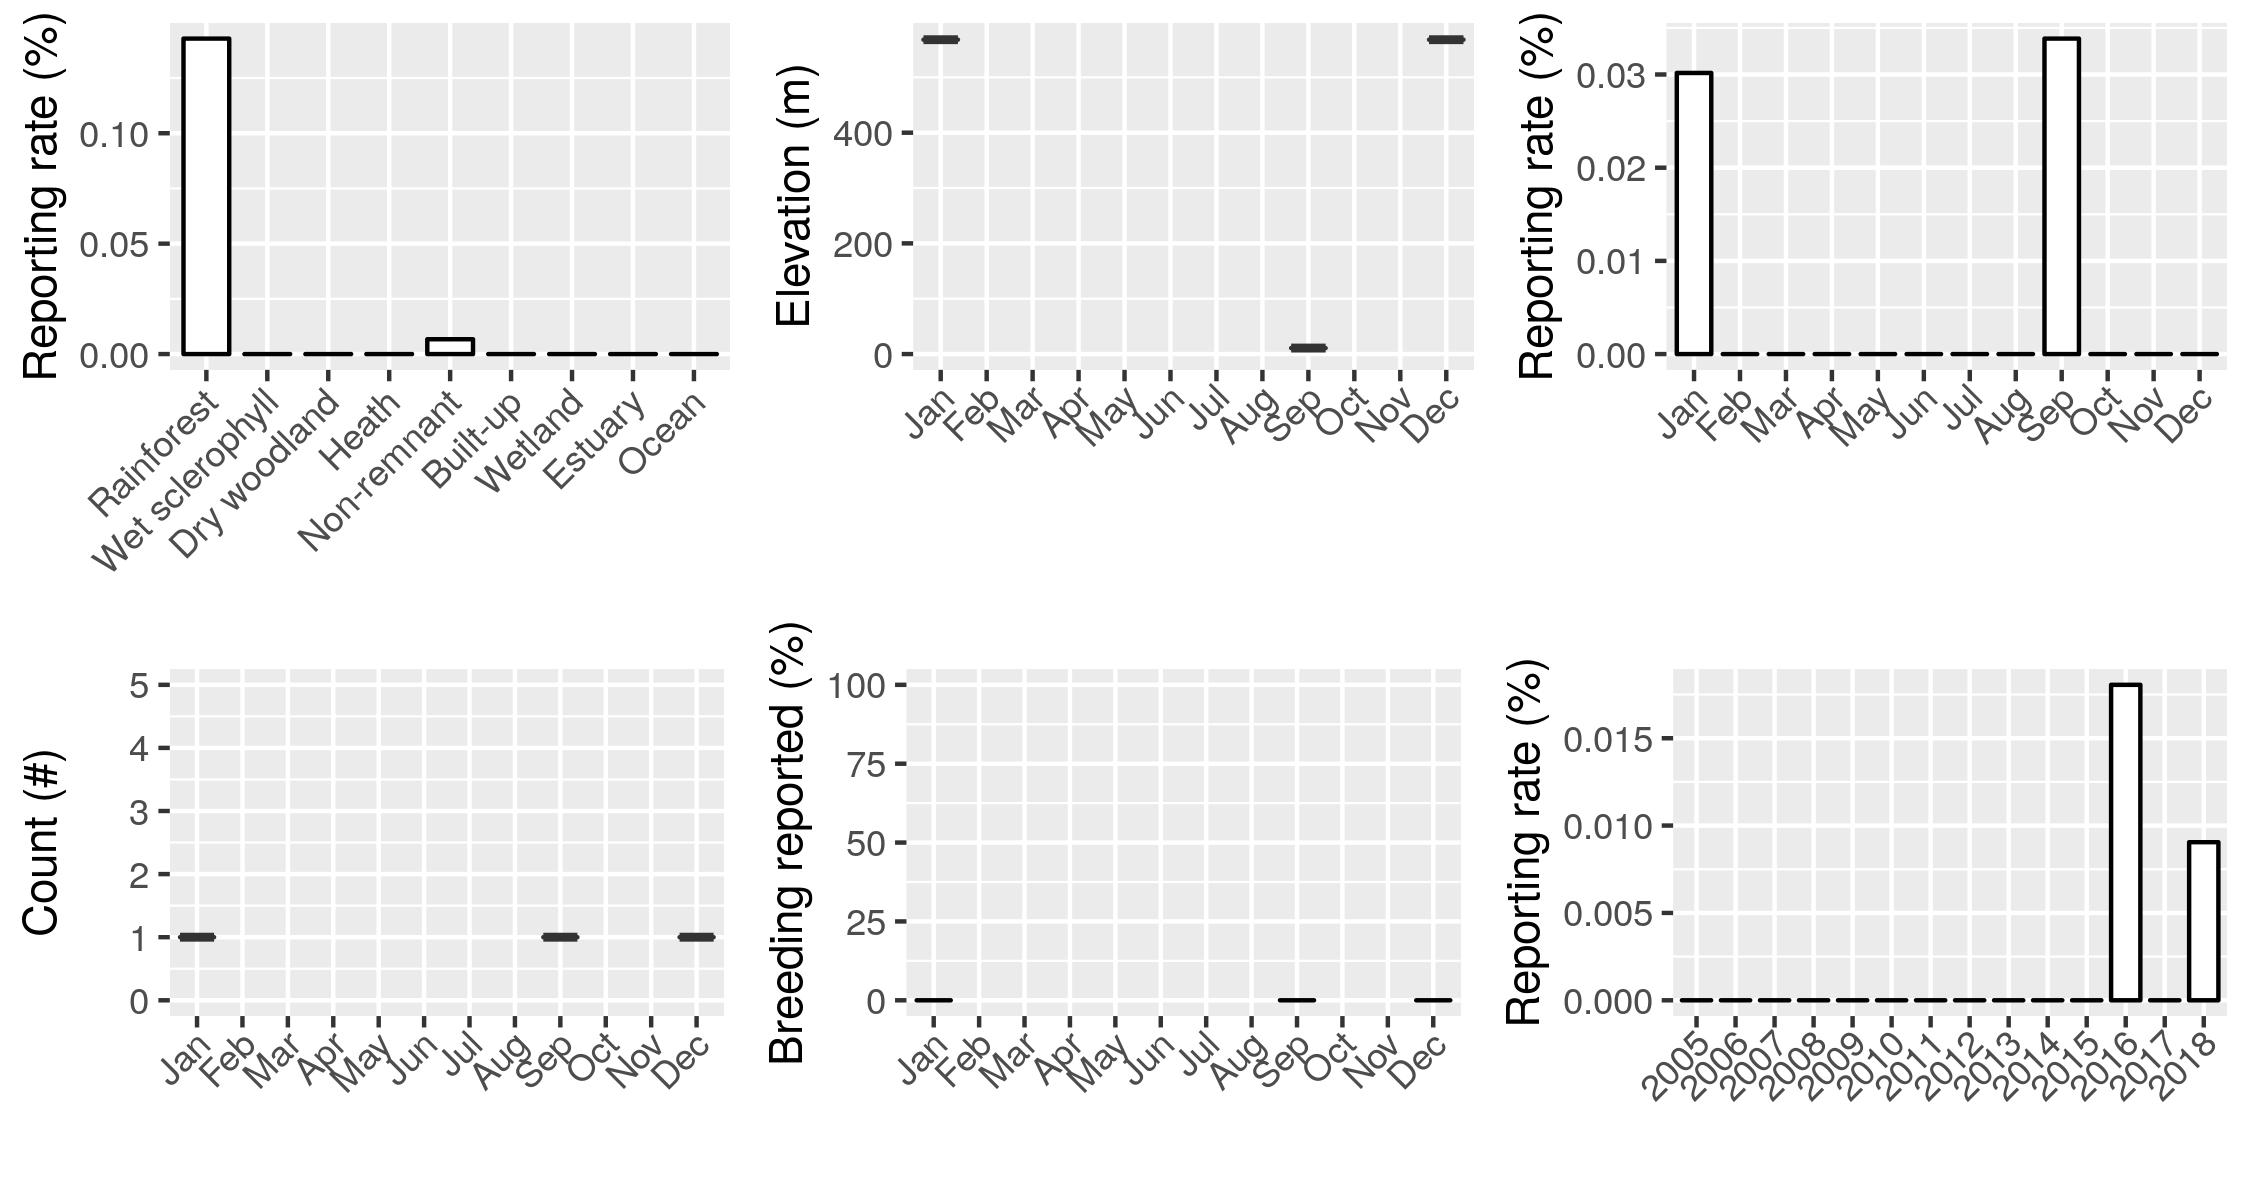 Reporting rate (%)
0.10
0.05
0.00
Rainforest
Wet sclerophyll
Dry woodland
Heath
Non-remnant
Built-up
Wetland
Estuary
Ocean
Elevation (m)
400
200
0
Jan
Feb
Mar
Apr
May
Jun
Jul
Aug
Sep
Oct
Nov
Dec
Reporting rate (%)
0.03
0.02
0.01
0.00
Jan
Feb
Mar
Apr
May
Jun
Jul
Aug
Sep
Oct
Nov
Dec
Count (#)
5
4
3
2
1
0
Jan
Feb
Mar
Apr
May
Jun
Jul
Aug
Sep
Oct
Nov
Dec
Breeding reported (%)
100
75
50
25
0
Jan
Feb
Mar
Apr
May
Jun
Jul
Aug
Sep
Oct
Nov
Dec
Reporting rate (%)
0.015
0.010
0.005
0.000
2005
2006
2007
2008
2009
2010
2011
2012
2013
2014
2015
2016
2017
2018